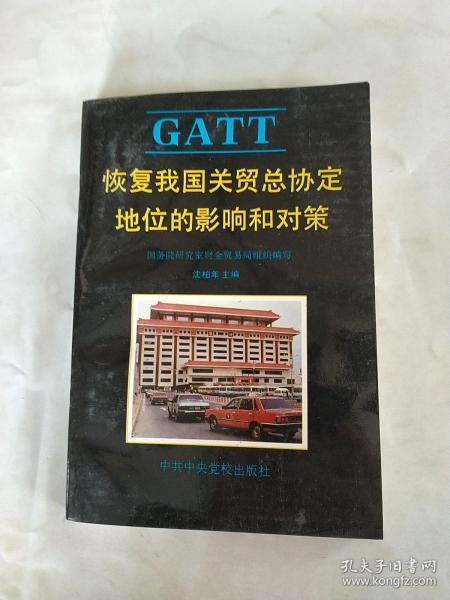 GATT
恢复我国关贸总协定
地位的影响和对策
国务院研究室财金贸易局组织编写
沈柏年 主编
中共中央党校出版社
孔夫子旧书网
www.kongfz.com